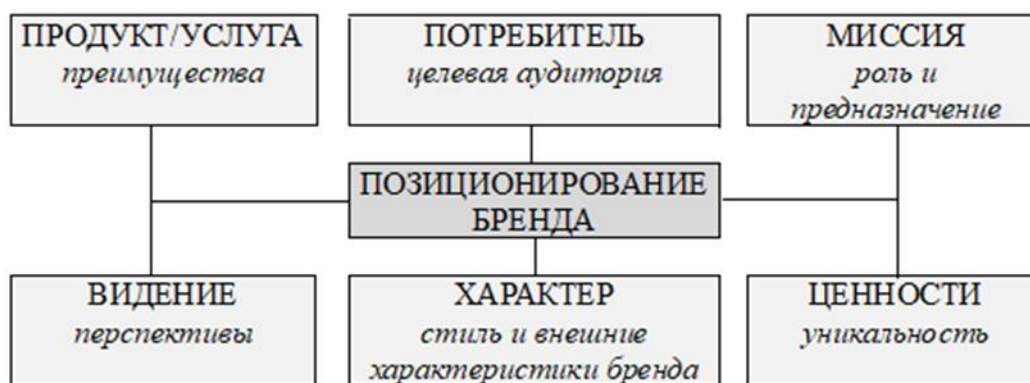 ПРОДУКТ/УСЛУГА
преимущества
ПОТРЕБИТЕЛЬ
целевая аудитория
МИССИЯ
роль и
предназначение
ПОЗИЦИОНИРОВАНИЕ
БРЕНДА
ВИДЕНИЕ
перспективы
ХАРАКТЕР
стиль и внешние
характеристики бренда
ЦЕННОСТИ
уникальность